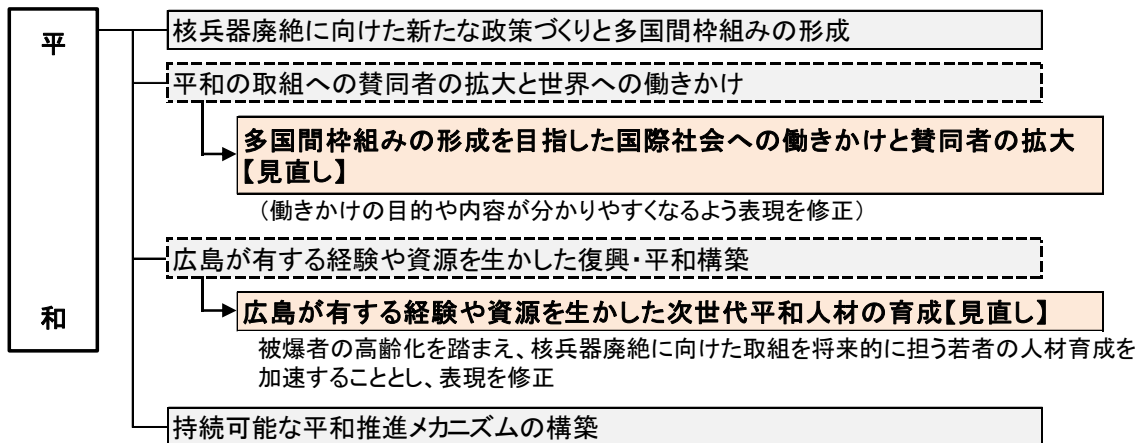 平和
核兵器廃絶に向けた新たな政策づくりと多国間枠組みの形成
平和の取組への賛同者の拡大と世界への働きかけ
多国間枠組みの形成を目指した国際社会への働きかけと賛同者の拡大
【見直し】
（働きかけの目的や内容が分かりやすくなるよう表現を修正）
広島が有する経験や資源を生かした復興・平和構築
広島が有する経験や資源を生かした次世代平和人材の育成【見直し】
被爆者の高齢化を踏まえ、核兵器廃絶に向けた取組を将来的に担う若者の人材育成を
加速することとし、表現を修正
持続可能な平和推進メカニズムの構築